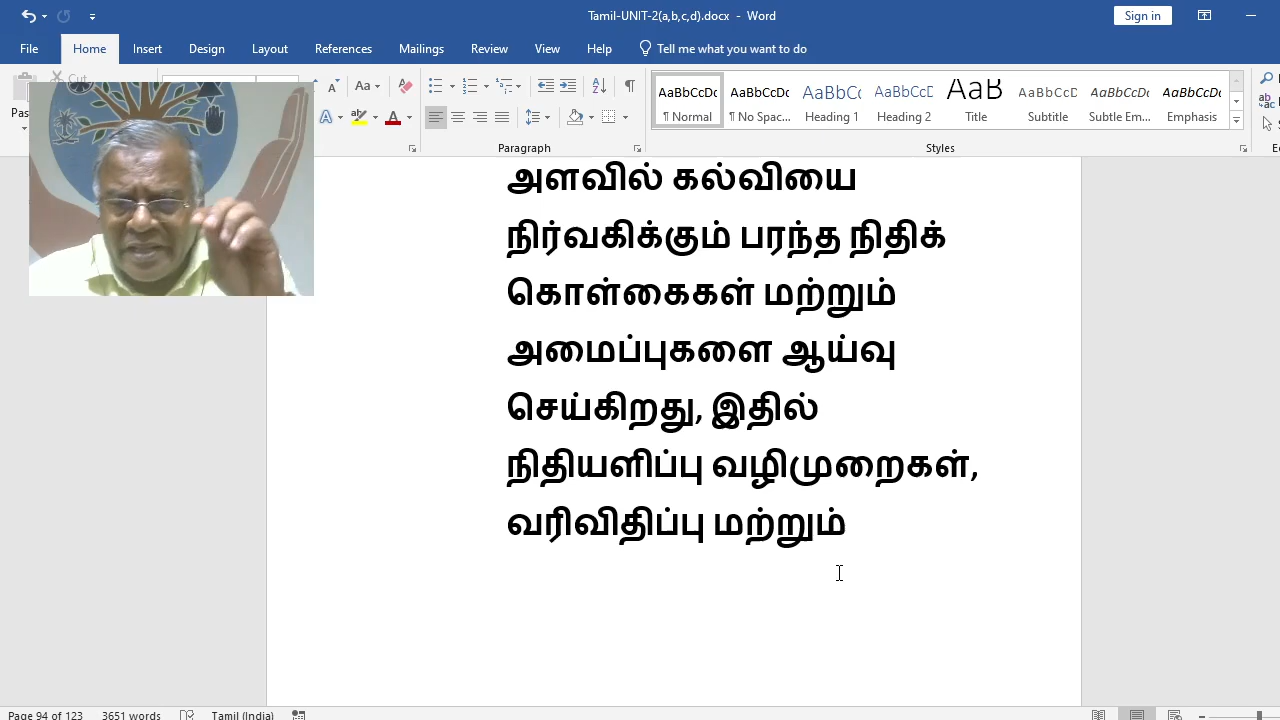 Tamil-UNIT-2(a,b,c,d).docx - Word
Sign in
File Home Insert Design Layout References Mailings Review View Help Tell me what you want to do
Cut
Aa
AaBbCcDc AaBbCcDc AaBbCc AaBbCcD AaB AaBbCcD AaBbCcDc AaBbCcDc
¶ Normal ¶ No Spac... Heading 1 Heading 2 Title Subtitle Subtle Em... Emphasis
Paragraph Styles
அளவில் கல்வியை
நிர்வகிக்கும் பரந்த நிதிக்
கொள்கைகள் மற்றும்
அமைப்புகளை ஆய்வு
செய்கிறது, இதில்
நிதியளிப்பு வழிமுறைகள்,
வரிவிதிப்பு மற்றும்
Page 94 of 123 3651 words Tamil (India)